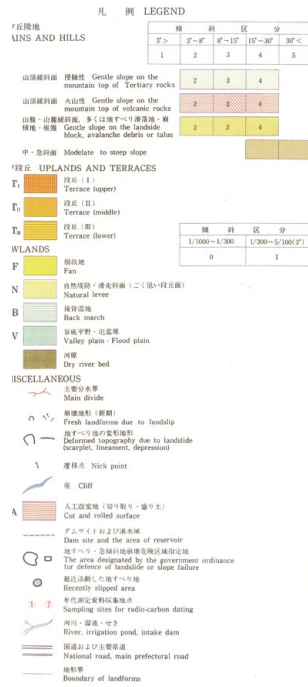 凡 例 LEGEND
丘陵地
AINS AND HILLS
傾 斜 区 分
3°> 3°~8° 8°~15° 15°~30° 30°<
1 2 3 4 5
山頂緩斜面 侵蝕性 Gentle slope on the
mountain top of Tertiary rocks
2 3 4
山頂緩斜面 火山性 Gentle slope on the
mountain top of volcanic rocks
2 3 4
山腹・山麓緩斜面、多くは地すべり滑落地・崩
積地・崖錐 Gentle slope on the landside
block, avalanche debris or talus
2 3 4
中・急斜面 Modelate to steep slope
段丘 UPLANDS AND TERRACES
段丘(I)
Terrace (upper)
段丘(II)
Terrace (middle)
段丘(III)
Terrace (lower)
傾 斜 区 分
1/1000~1/300 1/300~5/100(3°)
0 1
WLANDS
F 扇状地
Fan
N 自然堤防・滑走斜面(ごく低い段丘面)
Natural levee
B 後背湿地
Back march
V 谷底平野・氾濫原
Valley plain・Flood plain
河原
Dry river bed
ISCELLANEOUS
主要分水界
Main divide
崩壊地形(新期)
Fresh landforms due to landslip
地すべり地の変形地形
Deformed topography due to landslide
(scarplet, lineament, depression)
遷移点 Nick point
崖 Cliff
A 人工改変地(切り取り・盛り土)
Cut and rolled surface
ダムサイトおよび湛水域
Dam site and the area of reservoir
地すべり・急傾斜地崩壊危険区域指定地
The area designated by the government ordinance
for defence of landalide or slope failure
最近活動した地すべり地
Recently slipped area
年代測定資料採集地点
Sampling sites for radio-carbon dating
河川・溜池・せき
River, irrigation pond, intake dam
国道および主要県道
National road, main prefectural road
地形界
Boundary of landforms